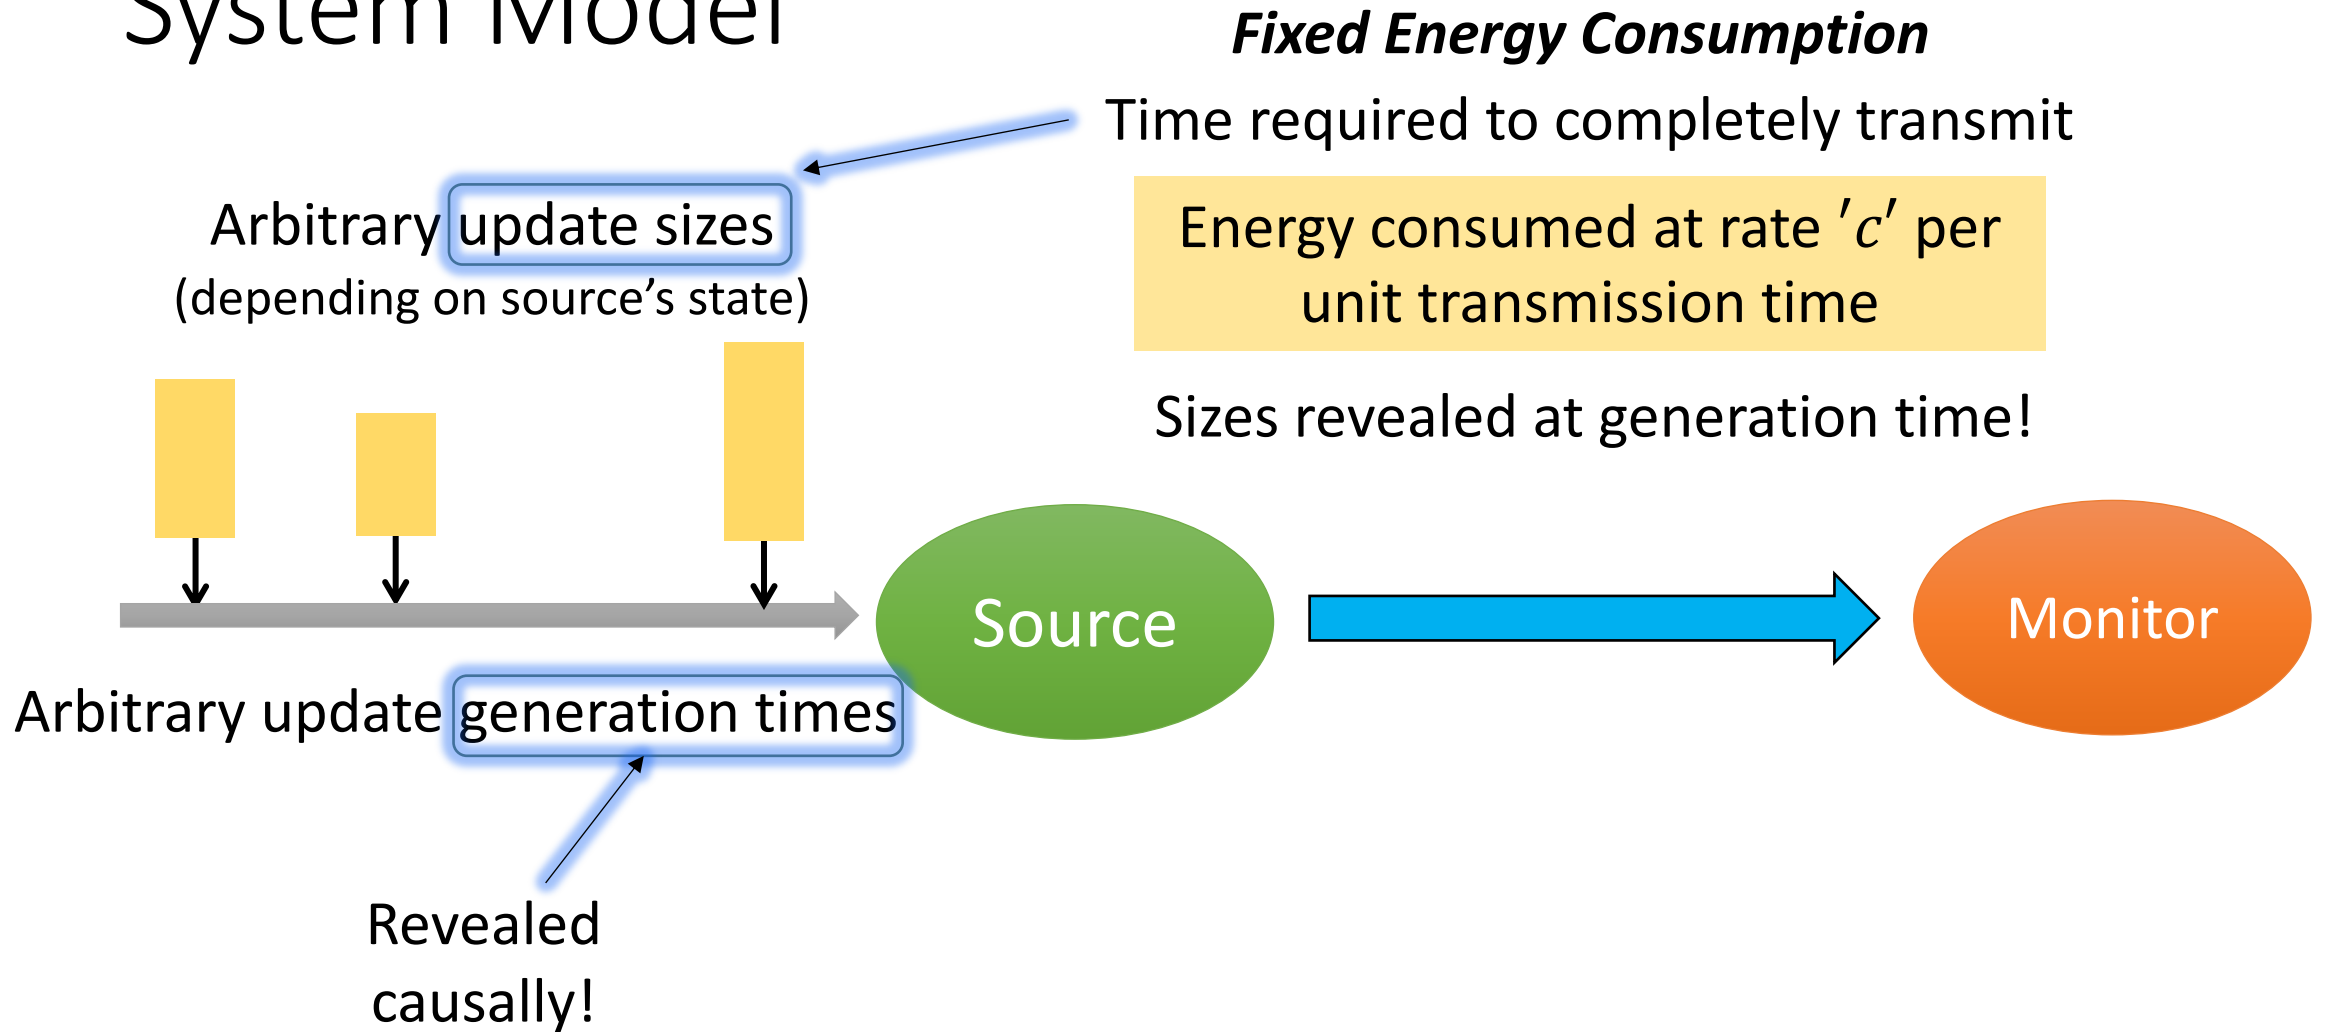 System Model
Fixed Energy Consumption
Time required to completely transmit
Arbitrary update sizes
(depending on source's state)
Energy consumed at rate ′c′ per
unit transmission time
Sizes revealed at generation time!
Source
Monitor
Arbitrary update generation times
Revealed
causally!